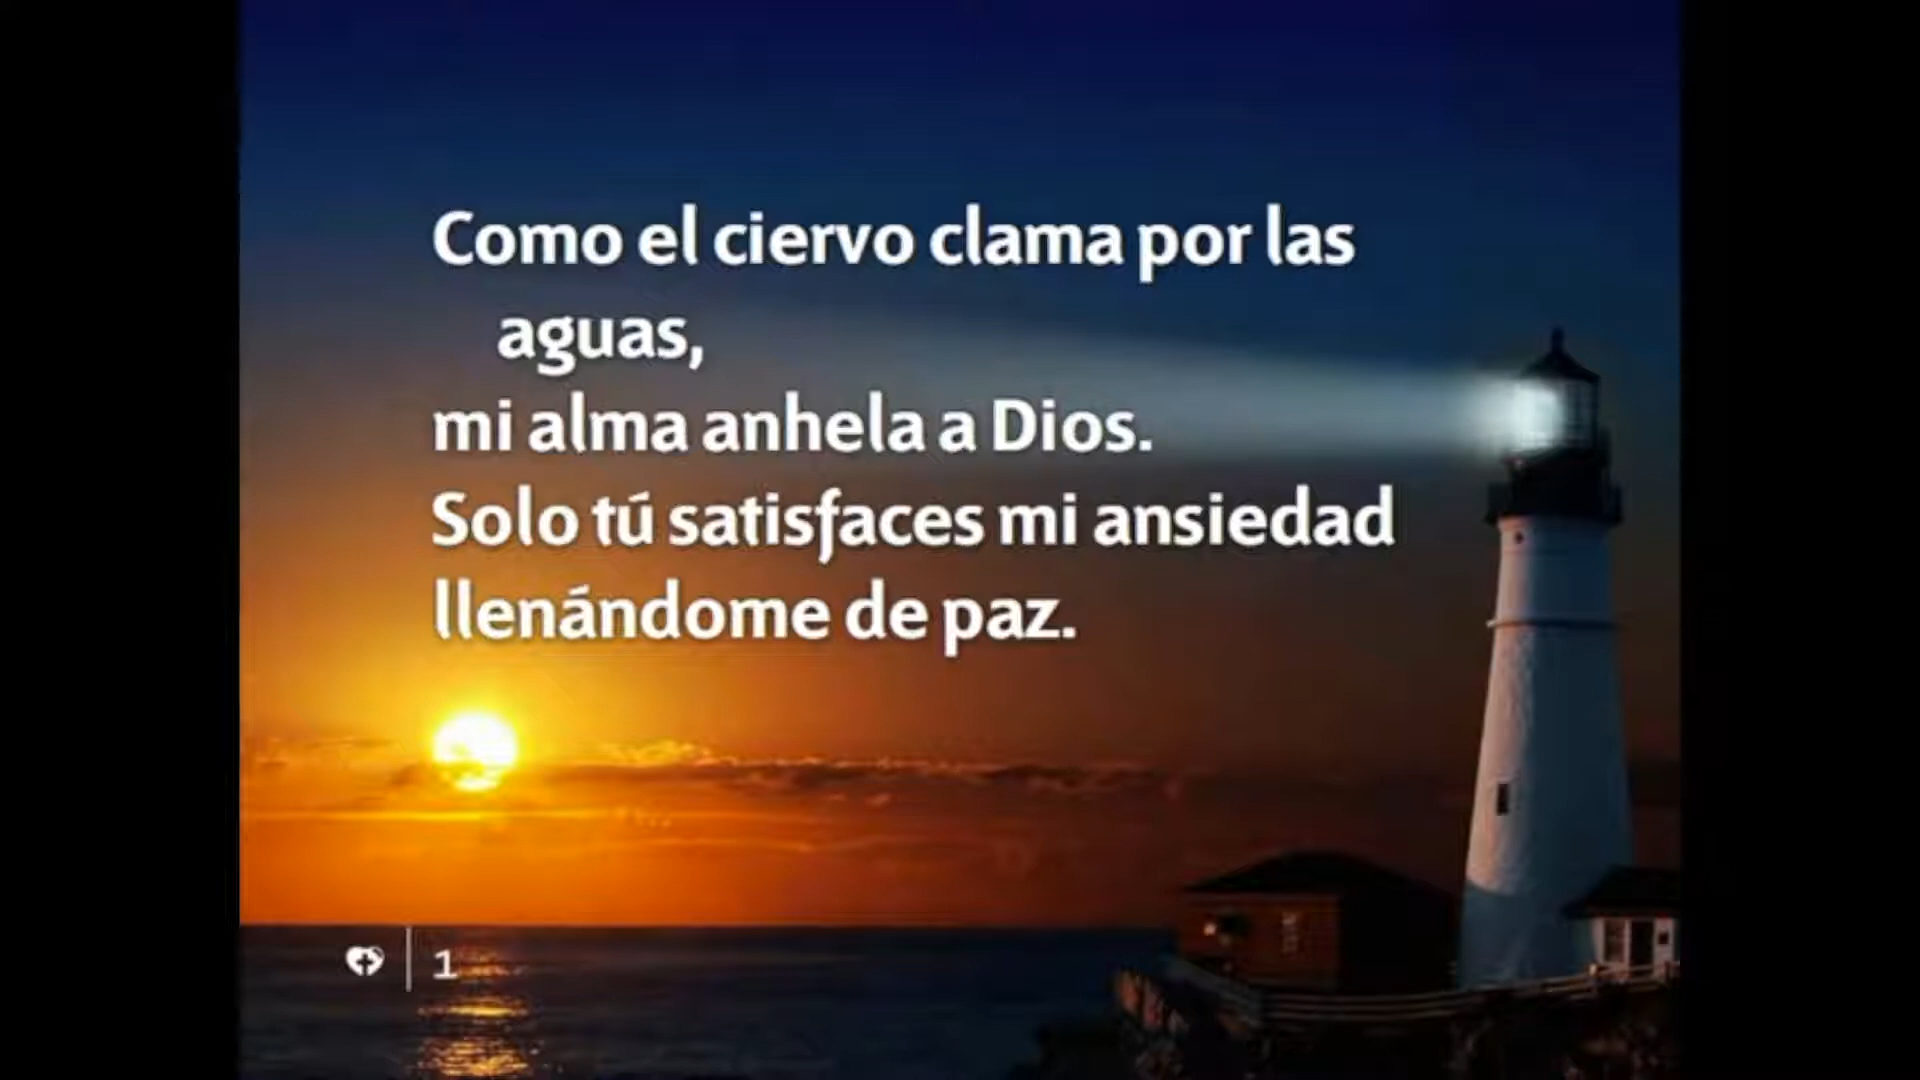 Como el ciervo clama por las
aguas,
mi alma anhela a Dios.
Solo tú satisfaces mi ansiedad
llenándome de paz.
1